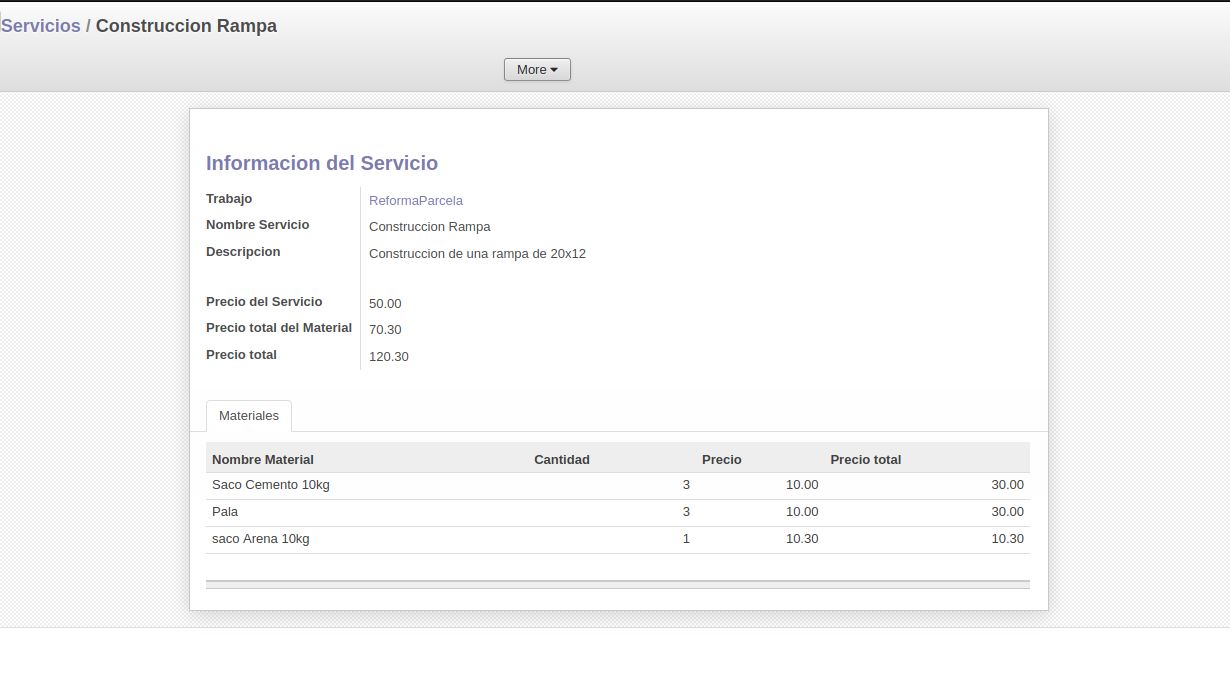 Servicios / Construccion Rampa
More
Informacion del Servicio
Trabajo ReformaParcela
Nombre Servicio Construccion Rampa
Descripcion Construccion de una rampa de 20x12
Precio del Servicio 50.00
Precio total del Material 70.30
Precio total 120.30
Materiales
Nombre Material Cantidad Precio Precio total
Saco Cemento 10kg 3 10.00 30.00
Pala 3 10.00 30.00
saco Arena 10kg 1 10.30 10.30